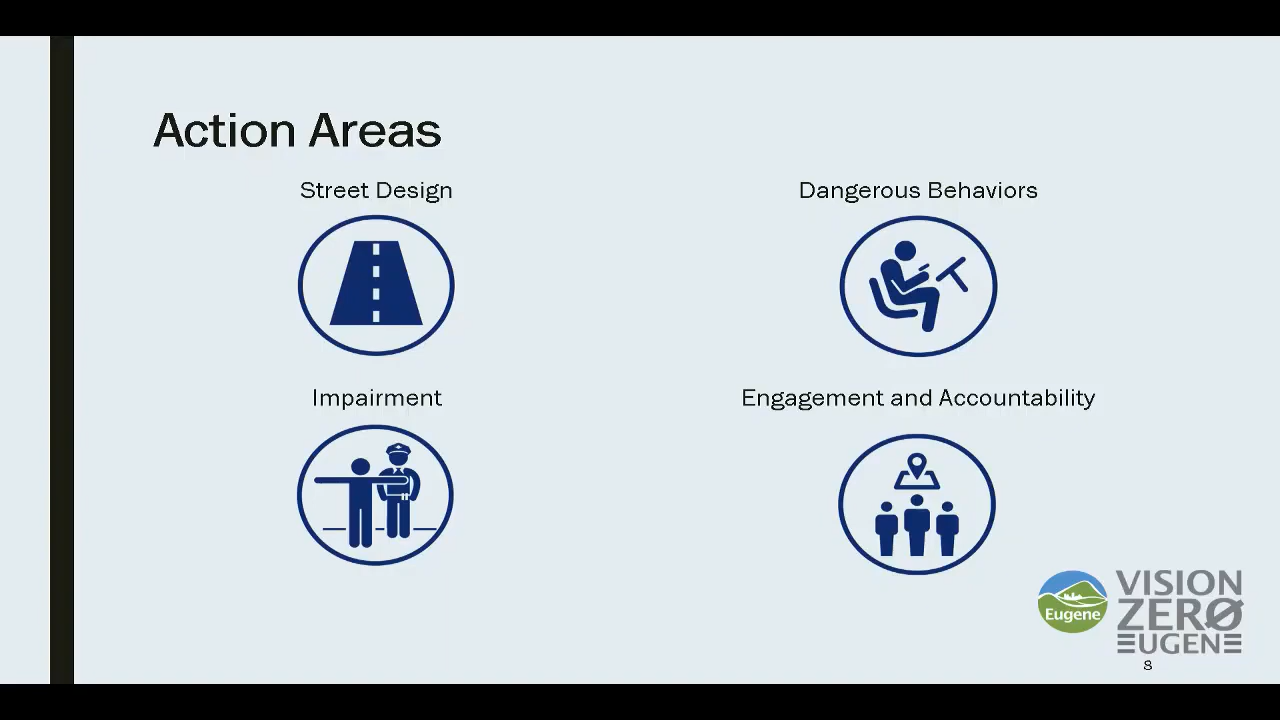 Action Areas
Street Design
Dangerous Behaviors
Impairment
Engagement and Accountability
Eugene
VISION
ZERØ
EUGENE
8